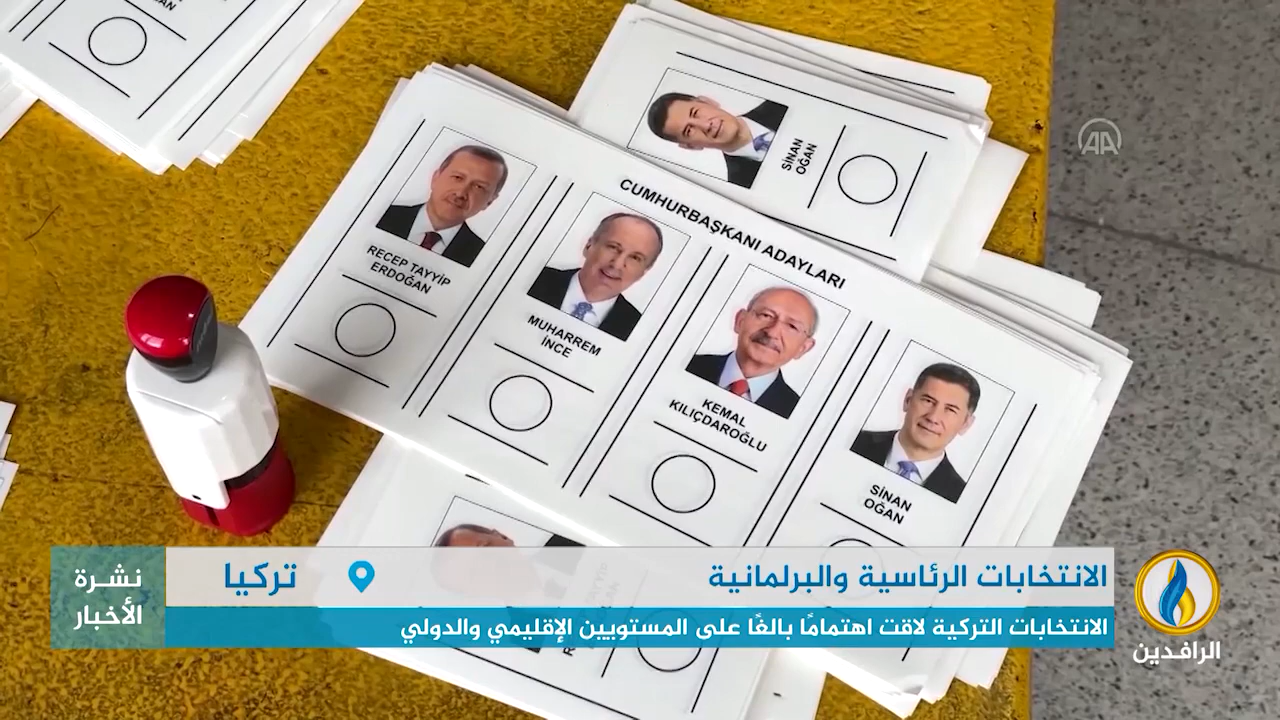 AA
SİNAN
OĞAN
CUMHURBAŞKANI ADAYLARI
RECEP TAYYİP
ERDOĞAN
MUHARREM
İNCE
KEMAL
KILIÇDAROĞLU
SİNAN
OĞAN
نشرة
الأخبار
تركيا
الانتخابات الرئاسية والبرلمانية
الانتخابات التركية لاقت اهتمامًا بالغًا على المستويين الإقليمي والدولي
الرافدين